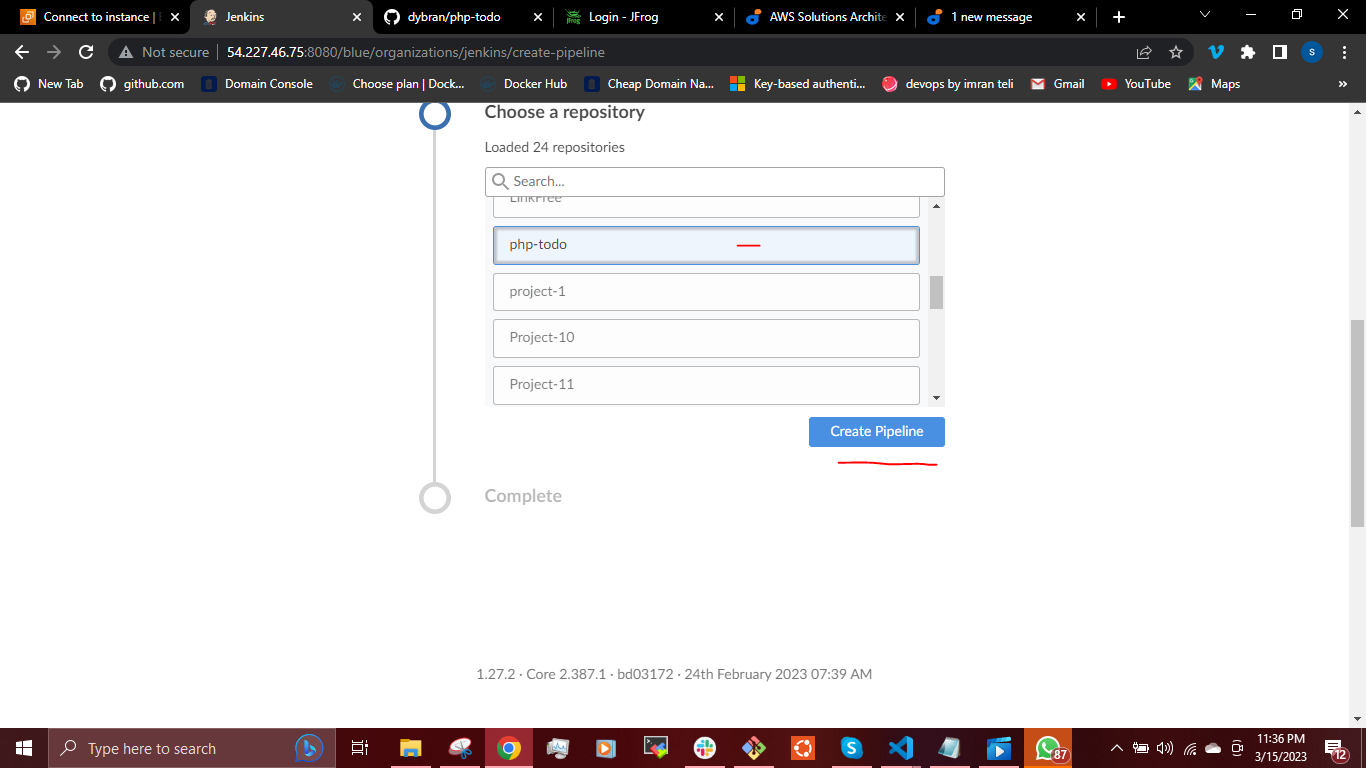 Connect to instance |
Jenkins
dybran/php-todo
Login - JFrog
AWS Solutions Archite
1 new message
Not secure
54.227.46.75:8080/blue/organizations/jenkins/create-pipeline
S
New Tab
github.com
Domain Console
Choose plan | Dock...
Docker Hub
Cheap Domain Na...
Key-based authenti...
devops by imran teli
Gmail
YouTube
Maps
»
Choose a repository
Loaded 24 repositories
Search...
LinkFree
php-todo
project-1
Project-10
Project-11
Create Pipeline
Complete
1.27.2 · Core 2.387.1 · bd03172 · 24th February 2023 07:39 AM
Type here to search
87
11:36 PM
3/15/2023
12